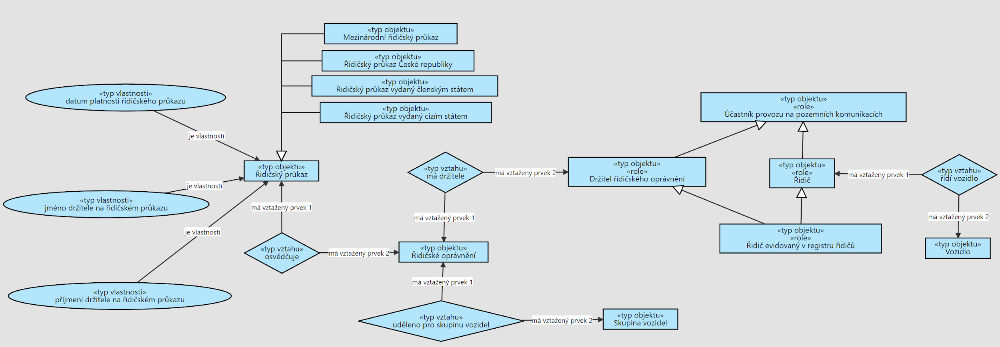 «typ objektu»
Mezinárodní řidičský průkaz
«typ objektu»
Řidičský průkaz České republiky
«typ objektu»
Řidičský průkaz vydaný členským státem
«typ objektu»
Řidičský průkaz vydaný cizím státem
«typ vlastnosti»
datum platnosti řidičského průkazu
je vlastností
«typ objektu»
Řidičský průkaz
je vlastností
«typ vlastnosti»
jméno držitele na řidičském průkazu
je vlastností
«typ vlastnosti»
příjmení držitele na řidičském průkazu
má vztažený prvek 1
«typ vztahu»
osvědčuje
má vztažený prvek 2
«typ vztahu»
má držitele
má vztažený prvek 2
má vztažený prvek 1
«typ objektu»
Řidičské oprávnění
má vztažený prvek 1
«typ vztahu»
uděleno pro skupinu vozidel
má vztažený prvek 2
«typ objektu»
Skupina vozidel
«typ objektu»
«role»
Účastník provozu na pozemních komunikacích
«typ objektu»
«role»
Držitel řidičského oprávnění
«typ objektu»
«role»
Řidič
má vztažený prvek 1
«typ vztahu»
řídí vozidlo
má vztažený prvek 2
«typ objektu»
«role»
Řidič evidovaný v registru řidičů
«typ objektu»
Vozidlo